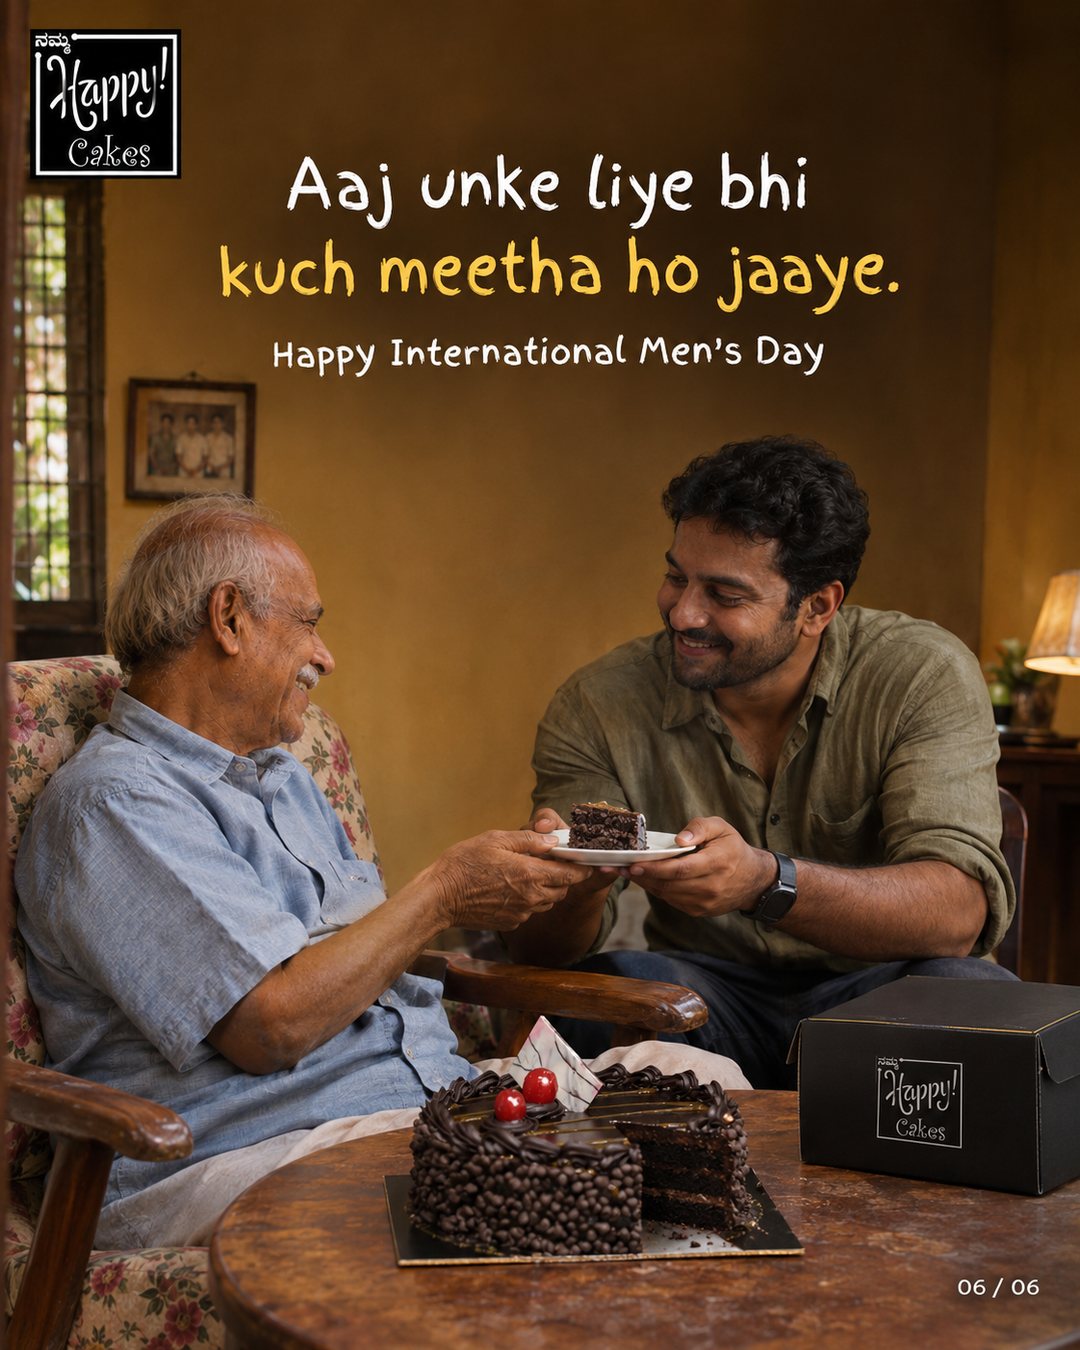 ನಮ್ಮ
Happy!
Cakes
Aaj unke liye bhi
kuch meetha ho jaaye.
Happy International Men's Day
ನಮ್ಮ
Happy!
Cakes
06 / 06